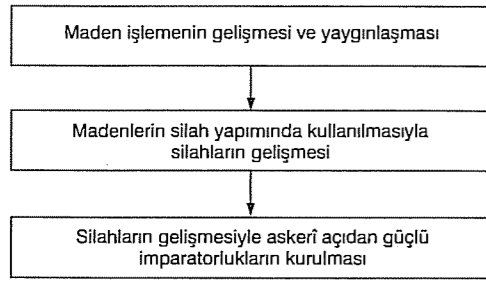 Maden işlemenin gelişmesi ve yaygınlaşması
Madenlerin silah yapımında kullanılmasıyla
silahların gelişmesi
Silahların gelişmesiyle askerî açıdan güçlü
imparatorlukların kurulması